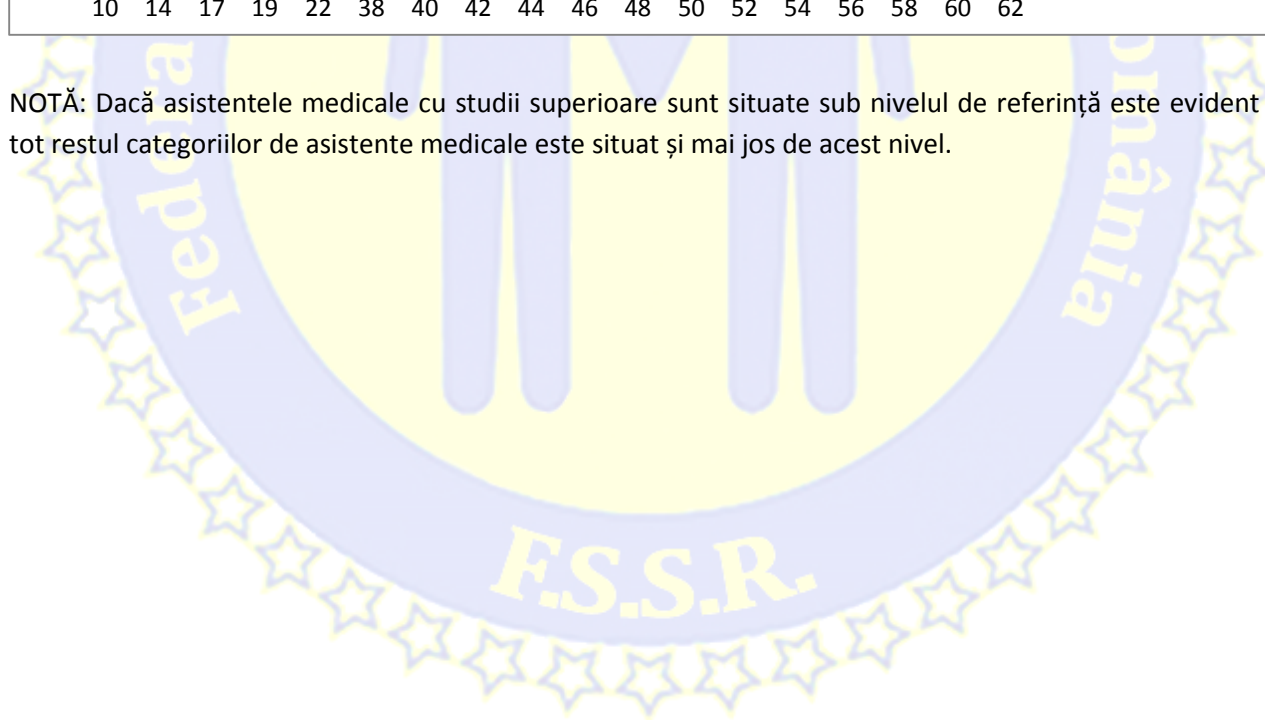 10 14 17 19 22 38 40 42 44 46 48 50 52 54 56 58 60 62
NOTĂ: Dacă asistentele medicale cu studii superioare sunt situate sub nivelul de referință este evident
tot restul categoriilor de asistente medicale este situat și mai jos de acest nivel.
Federa
omânia
F.S.S.R.